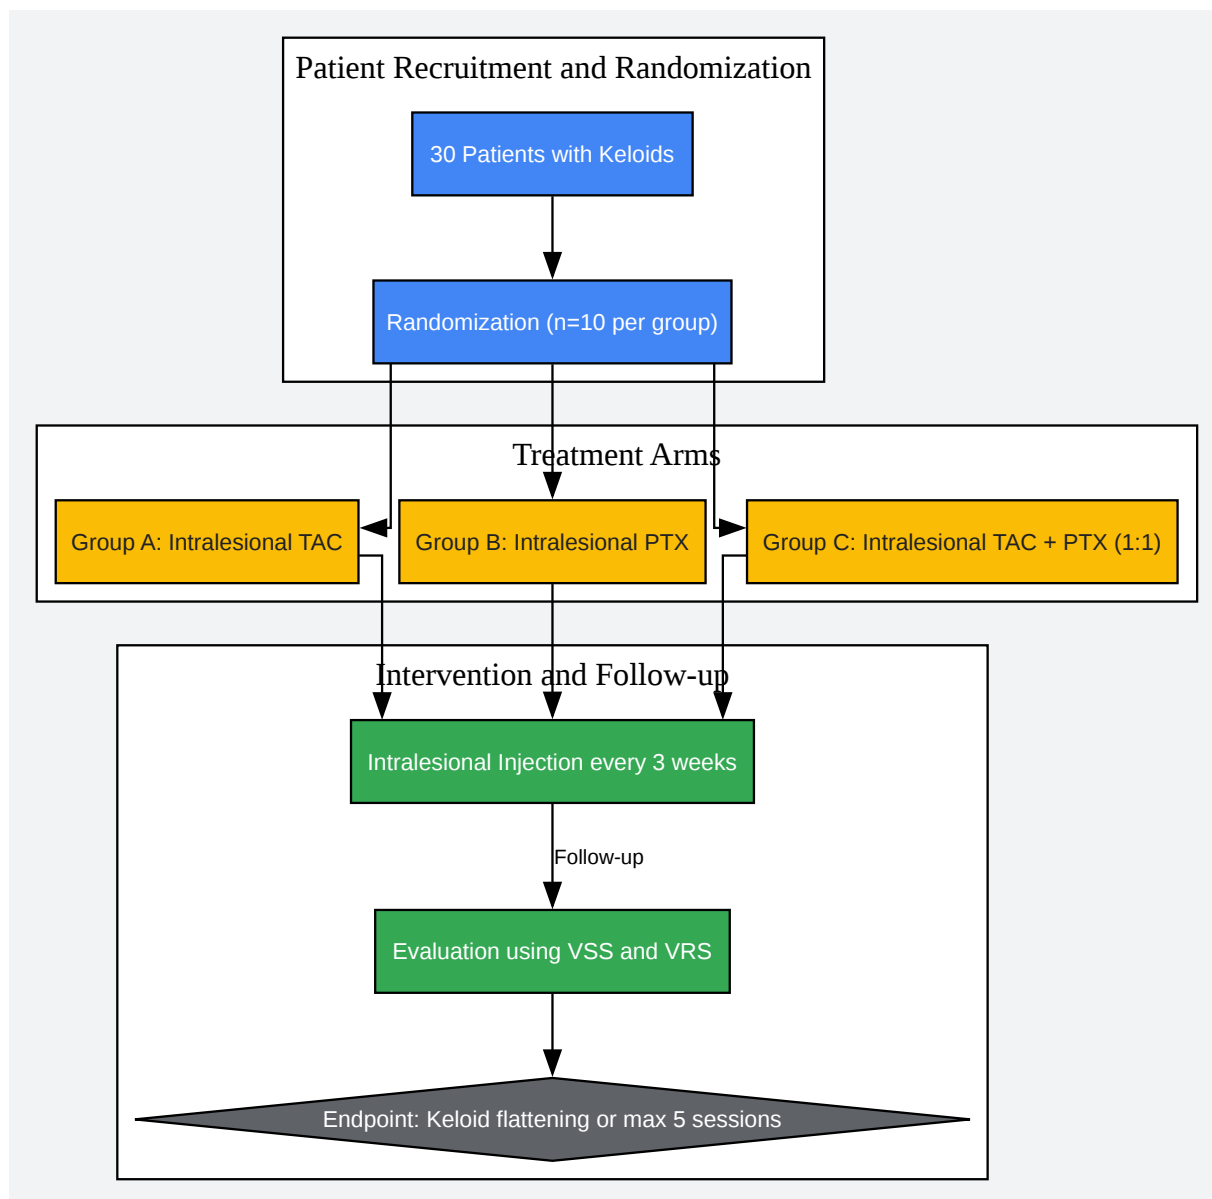 Patient Recruitment and Randomization
30 Patients with Keloids
Randomization (n=10 per group)
Treatment Arms
Group A: Intralesional TAC
Group B: Intralesional PTX
Group C: Intralesional TAC + PTX (1:1)
Intervention and Follow-up
Intralesional Injection every 3 weeks
Follow-up
Evaluation using VSS and VRS
Endpoint: Keloid flattening or max 5 sessions